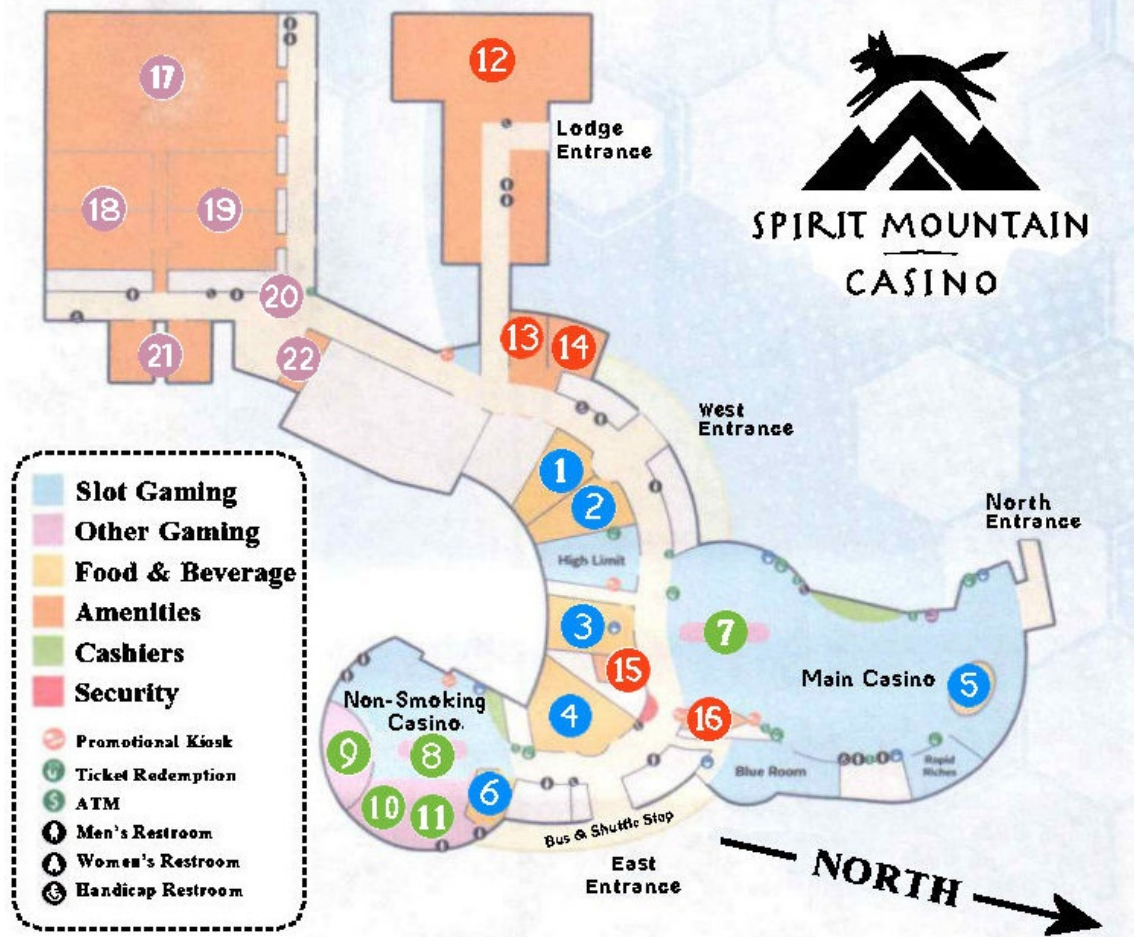 17
12
Lodge
Entrance
SPIRIT MOUNTAIN
CASINO
18
19
20
21
22
13
14
West
Entrance
1
2
High Limit
North
Entrance
3
15
7
Main Casino
5
4
16
Blue Room
Rapid
Riches
Non-Smoking
Casino.
9
8
10
11
6
Bus & Shuttle Stop
East
Entrance
NORTH
Slot Gaming
Other Gaming
Food & Beverage
Amenities
Cashiers
Security
Promotional Kiosk
Ticket Redemption
$ ATM
Men's Restroom
Women's Restroom
Handicap Restroom